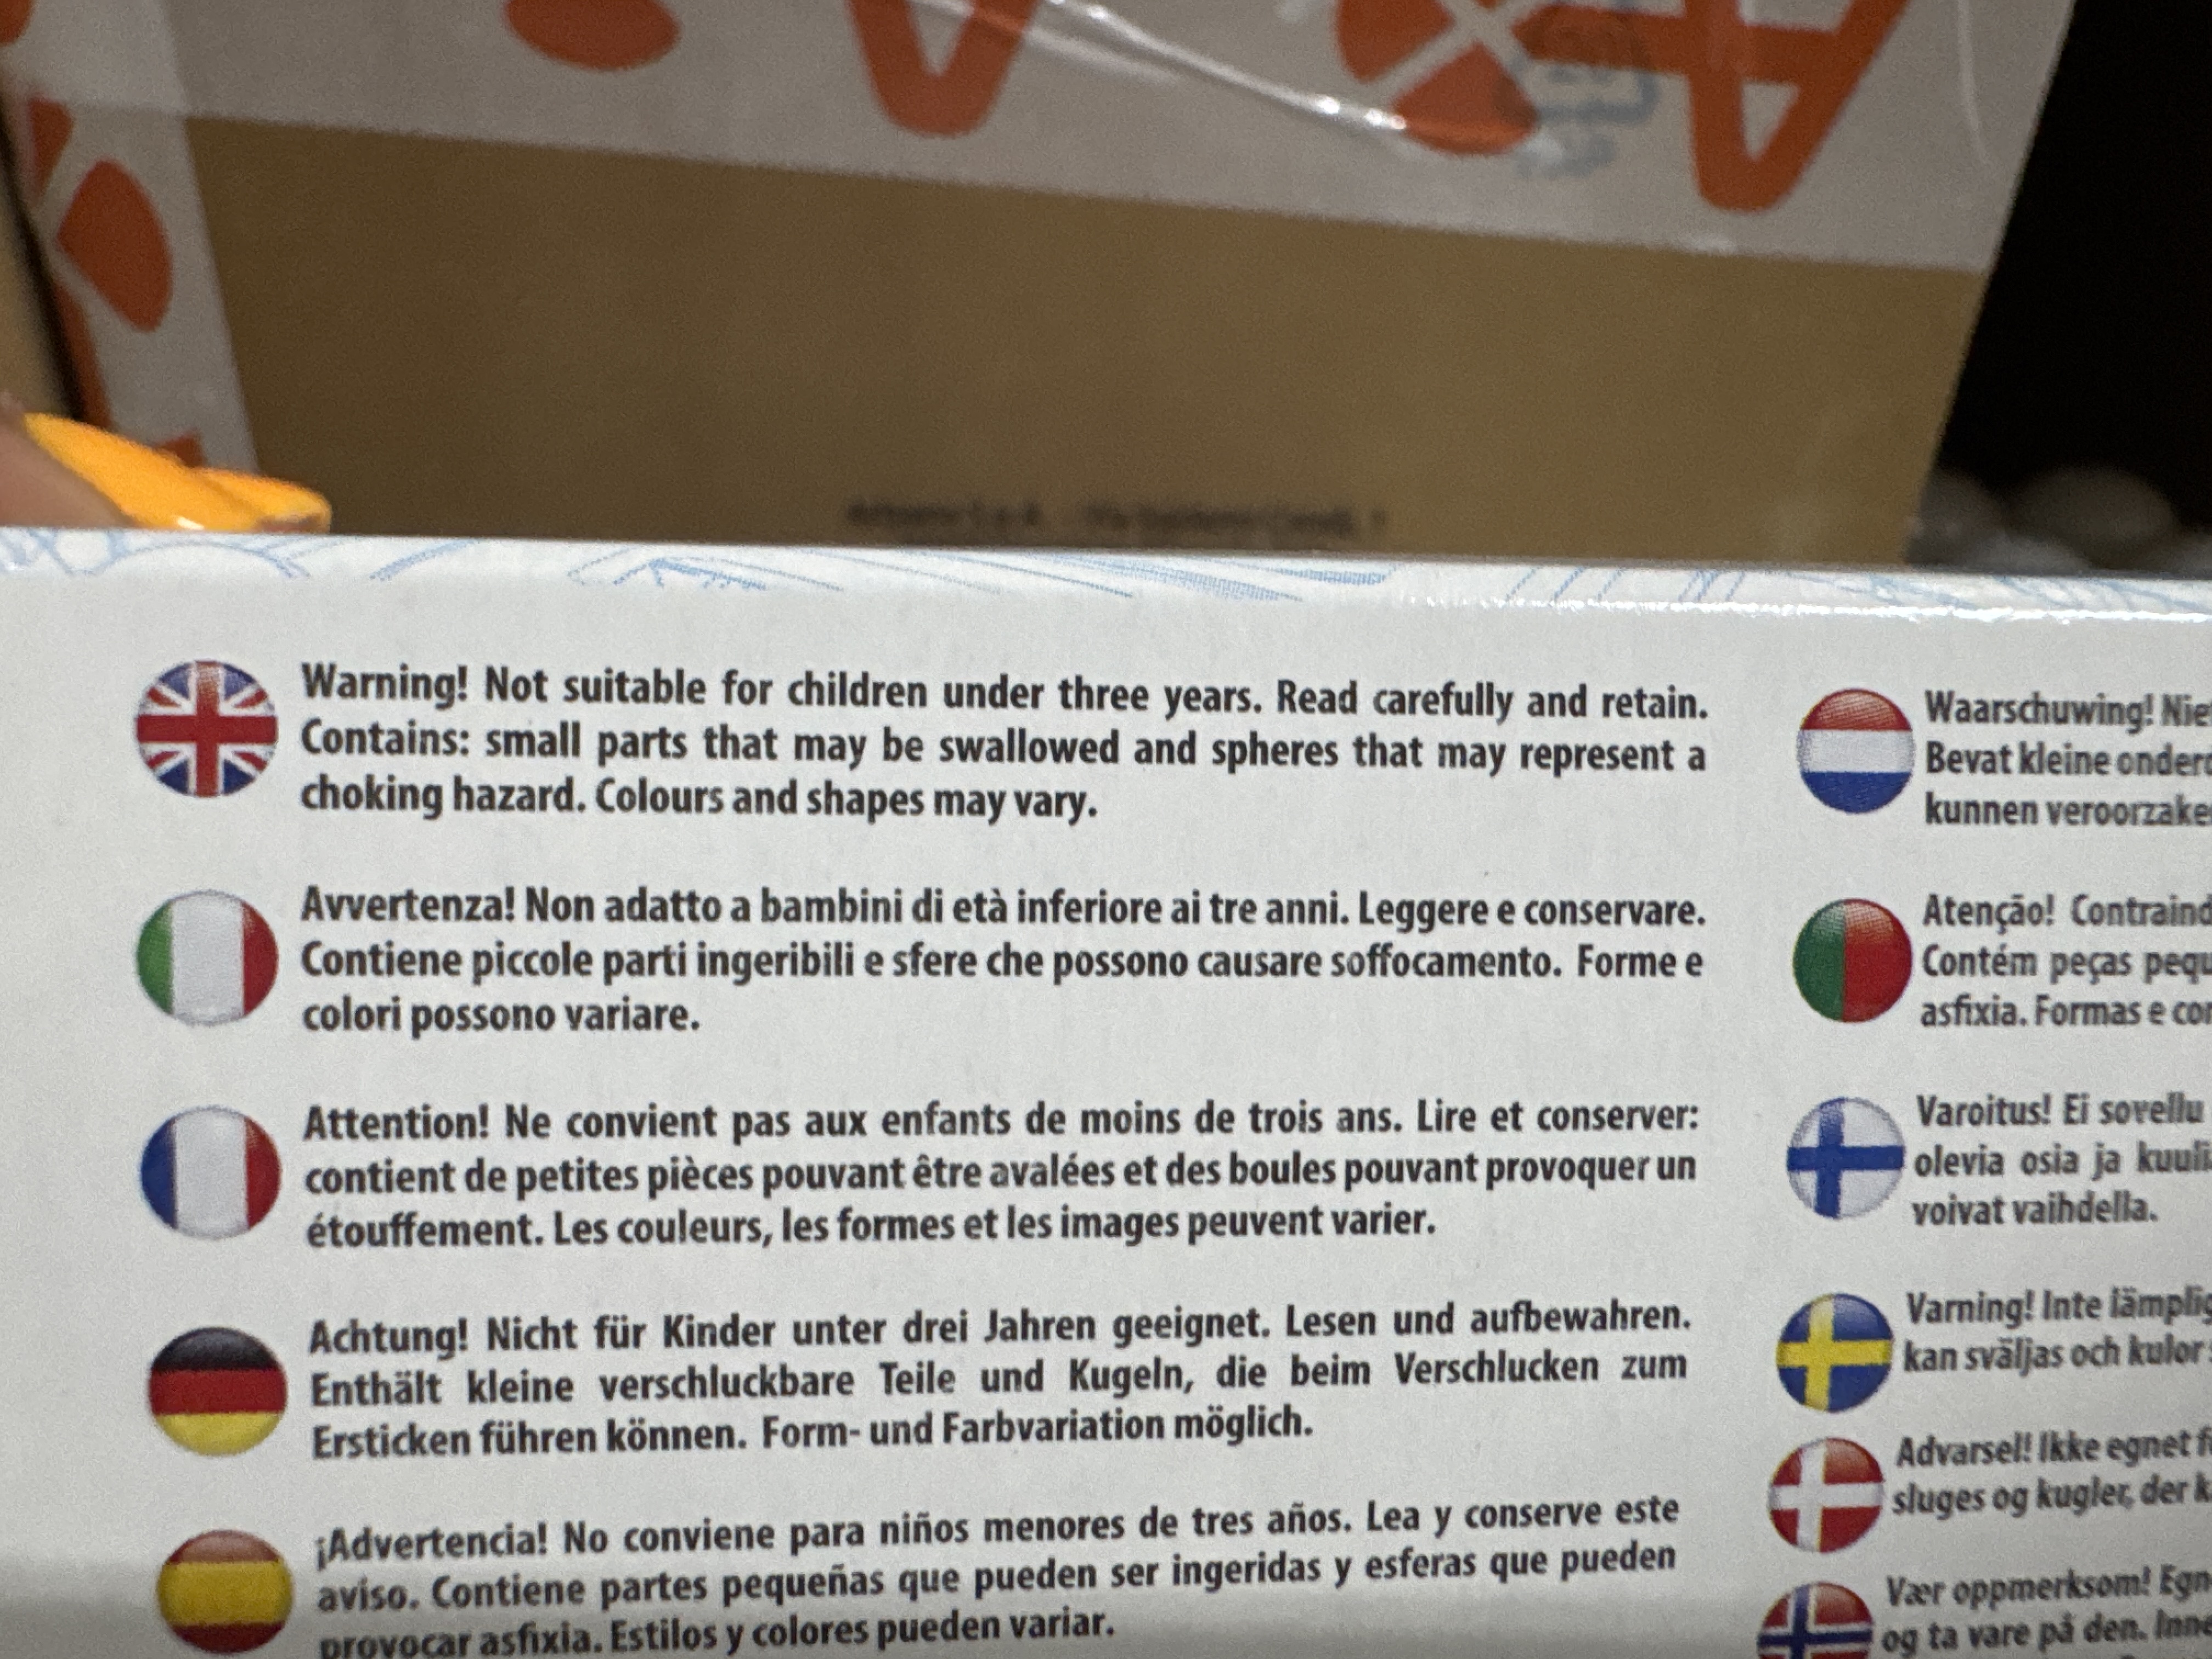 Warning! Not suitable for children under three years. Read carefully and retain.
Contains: small parts that may be swallowed and spheres that may represent a
choking hazard. Colours and shapes may vary.
Avvertenza! Non adatto a bambini di età inferiore ai tre anni. Leggere e conservare.
Contiene piccole parti ingeribili e sfere che possono causare soffocamento. Forme e
colori possono variare.
Attention! Ne convient pas aux enfants de moins de trois ans. Lire et conserver:
contient de petites pièces pouvant être avalées et des boules pouvant provoquer un
étouffement. Les couleurs, les formes et les images peuvent varier.
Achtung! Nicht für Kinder unter drei Jahren geeignet. Lesen und aufbewahren.
Enthält kleine verschluckbare Teile und Kugeln, die beim Verschlucken zum
Ersticken führen können. Form- und Farbvariation möglich.
¡Advertencia! No conviene para niños menores de tres años. Lea y conserve este
aviso. Contiene partes pequeñas que pueden ser ingeridas y esferas que pueden
provocar asfixia. Estilos y colores pueden variar.
Waarschuwing!
Bevat kleine
kunnen
Atenção!
Contém peças
asfixia. Formas e
Varoitus! Ei sovellu
olevia osia ja
voivat vaihdella.
Varning! Inte
kan sväljas och kulor
Advarsel! Ikke egnet
sluges og kugler, der
Vær oppmerksom!
og ta vare på den.